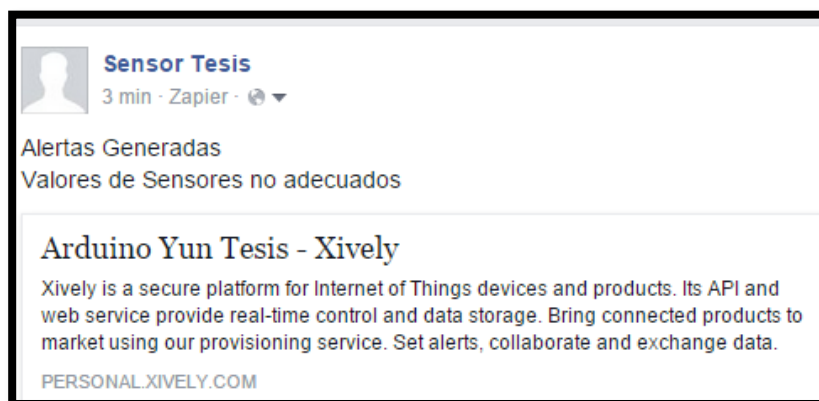 Sensor Tesis
3 min · Zapier ·
Alertas Generadas
Valores de Sensores no adecuados
Arduino Yun Tesis - Xively
Xively is a secure platform for Internet of Things devices and products. Its API and
web service provide real-time control and data storage. Bring connected products to
market using our provisioning service. Set alerts, collaborate and exchange data.
PERSONAL.XIVELY.COM